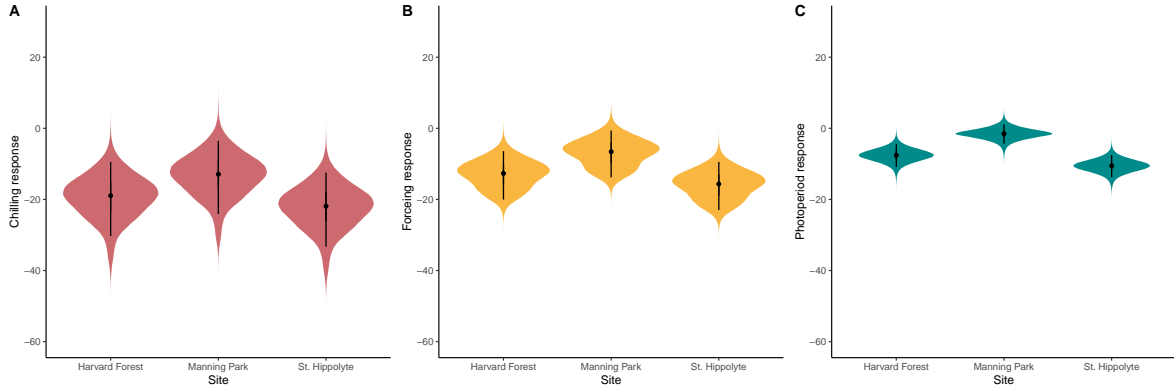 A
Chilling response
20
0
−20
−40
−60
Harvard Forest Manning Park St. Hippolyte
Site
B
Forceing response
20
0
−20
−40
−60
Harvard Forest Manning Park St. Hippolyte
Site
C
Photoperiod response
20
0
−20
−40
−60
Harvard Forest Manning Park St. Hippolyte
Site